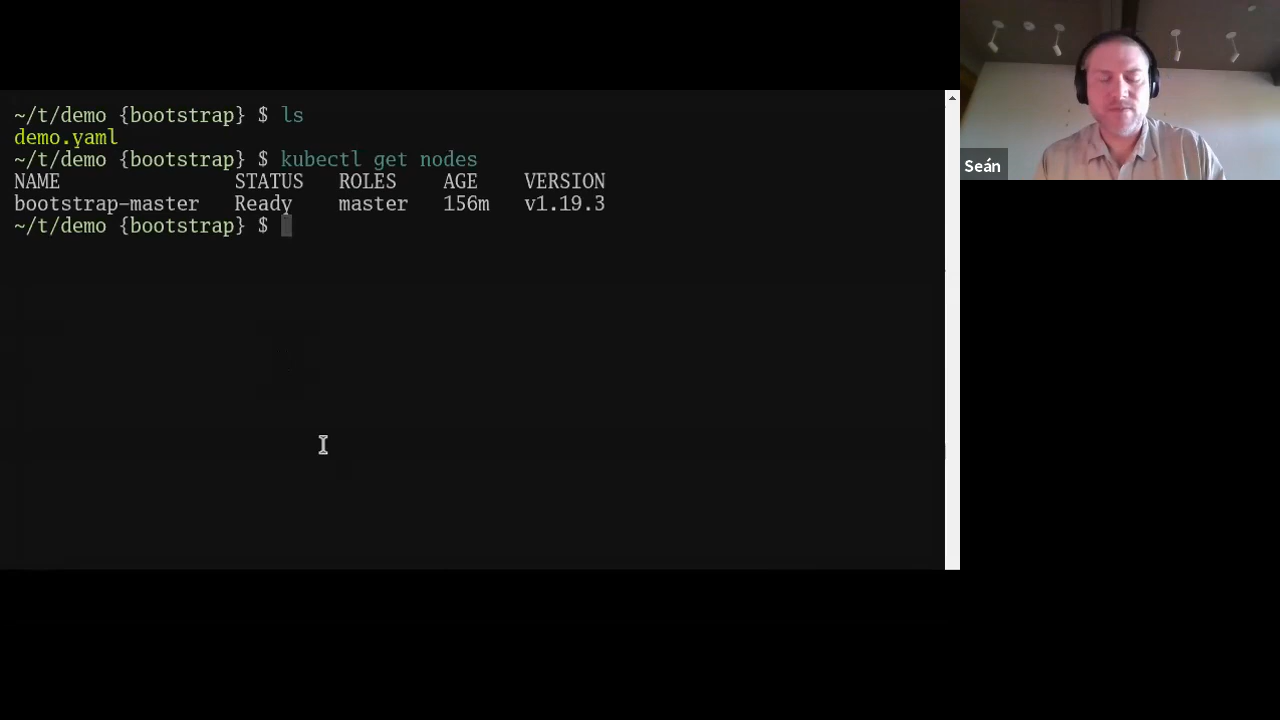 ~/t/demo {bootstrap} $ ls
demo.yaml
~/t/demo {bootstrap} $ kubectl get nodes
NAME STATUS ROLES AGE VERSION
bootstrap-master Ready master 156m v1.19.3
~/t/demo {bootstrap} $
Seán